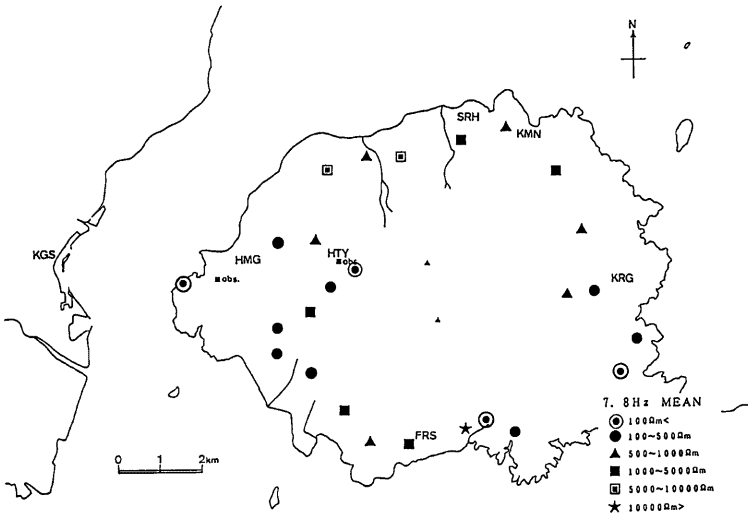 N
SRH
KMN
KGS
HMG
HTY
obs.
obs.
KRG
FRS
0 1 2km
7. 8Hz MEAN
100Ωm<
100~500Ωm
500~1000Ωm
1000~5000Ωm
5000~10000Ωm
10000Ωm>